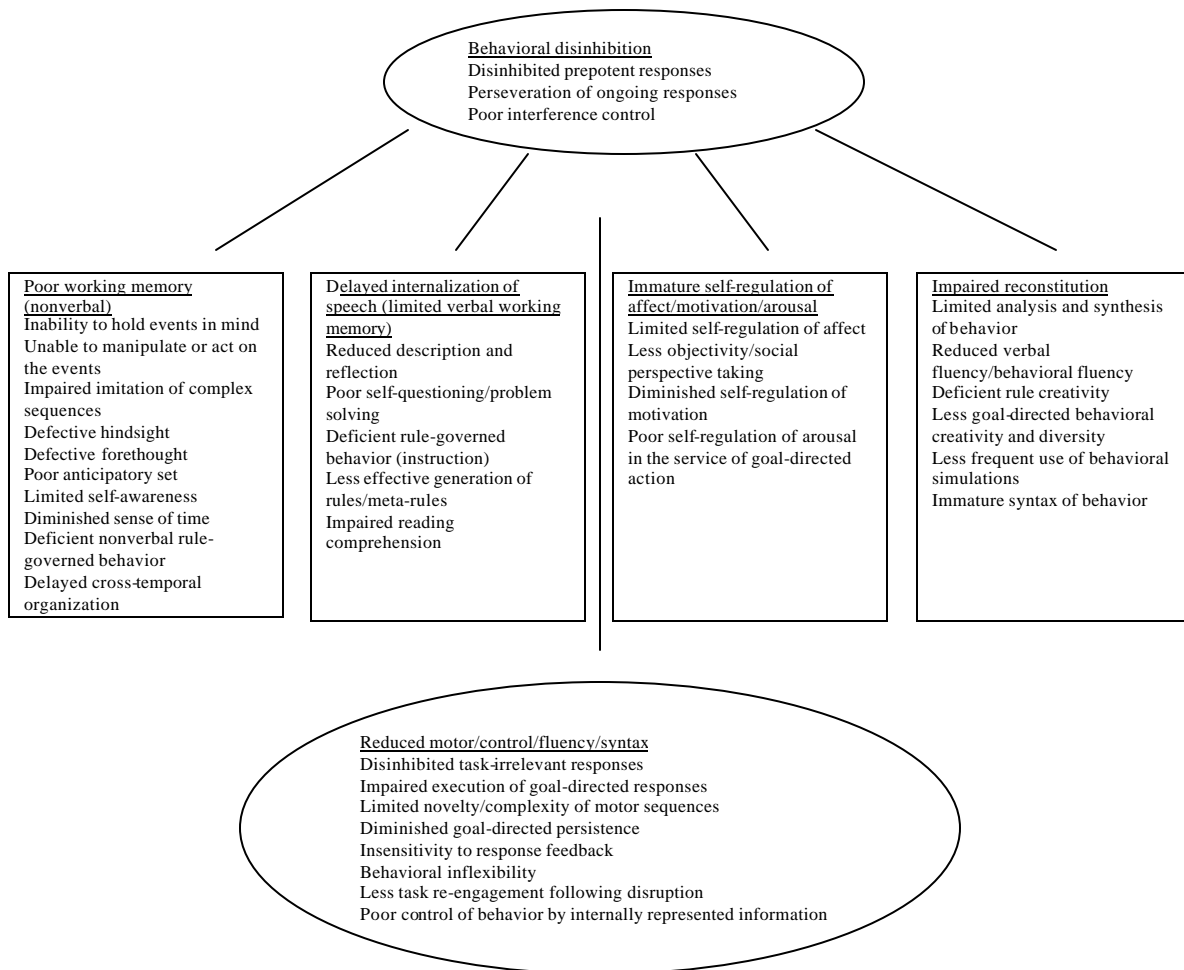 Behavioral disinhibition
Disinhibited prepotent responses
Perseveration of ongoing responses
Poor interference control
Poor working memory
(nonverbal)
Inability to hold events in mind
Unable to manipulate or act on
the events
Impaired imitation of complex
sequences
Defective hindsight
Defective forethought
Poor anticipatory set
Limited self-awareness
Diminished sense of time
Deficient nonverbal rule-
governed behavior
Delayed cross-temporal
organization
Delayed internalization of
speech (limited verbal working
memory)
Reduced description and
reflection
Poor self-questioning/problem
solving
Deficient rule-governed
behavior (instruction)
Less effective generation of
rules/meta-rules
Impaired reading
comprehension
Immature self-regulation of
affect/motivation/arousal
Limited self-regulation of affect
Less objectivity/social
perspective taking
Diminished self-regulation of
motivation
Poor self-regulation of arousal
in the service of goal-directed
action
Impaired reconstitution
Limited analysis and synthesis
of behavior
Reduced verbal
fluency/behavioral fluency
Deficient rule creativity
Less goal-directed behavioral
creativity and diversity
Less frequent use of behavioral
simulations
Immature syntax of behavior
Reduced motor/control/fluency/syntax
Disinhibited task-irrelevant responses
Impaired execution of goal-directed responses
Limited novelty/complexity of motor sequences
Diminished goal-directed persistence
Insensitivity to response feedback
Behavioral inflexibility
Less task re-engagement following disruption
Poor control of behavior by internally represented information